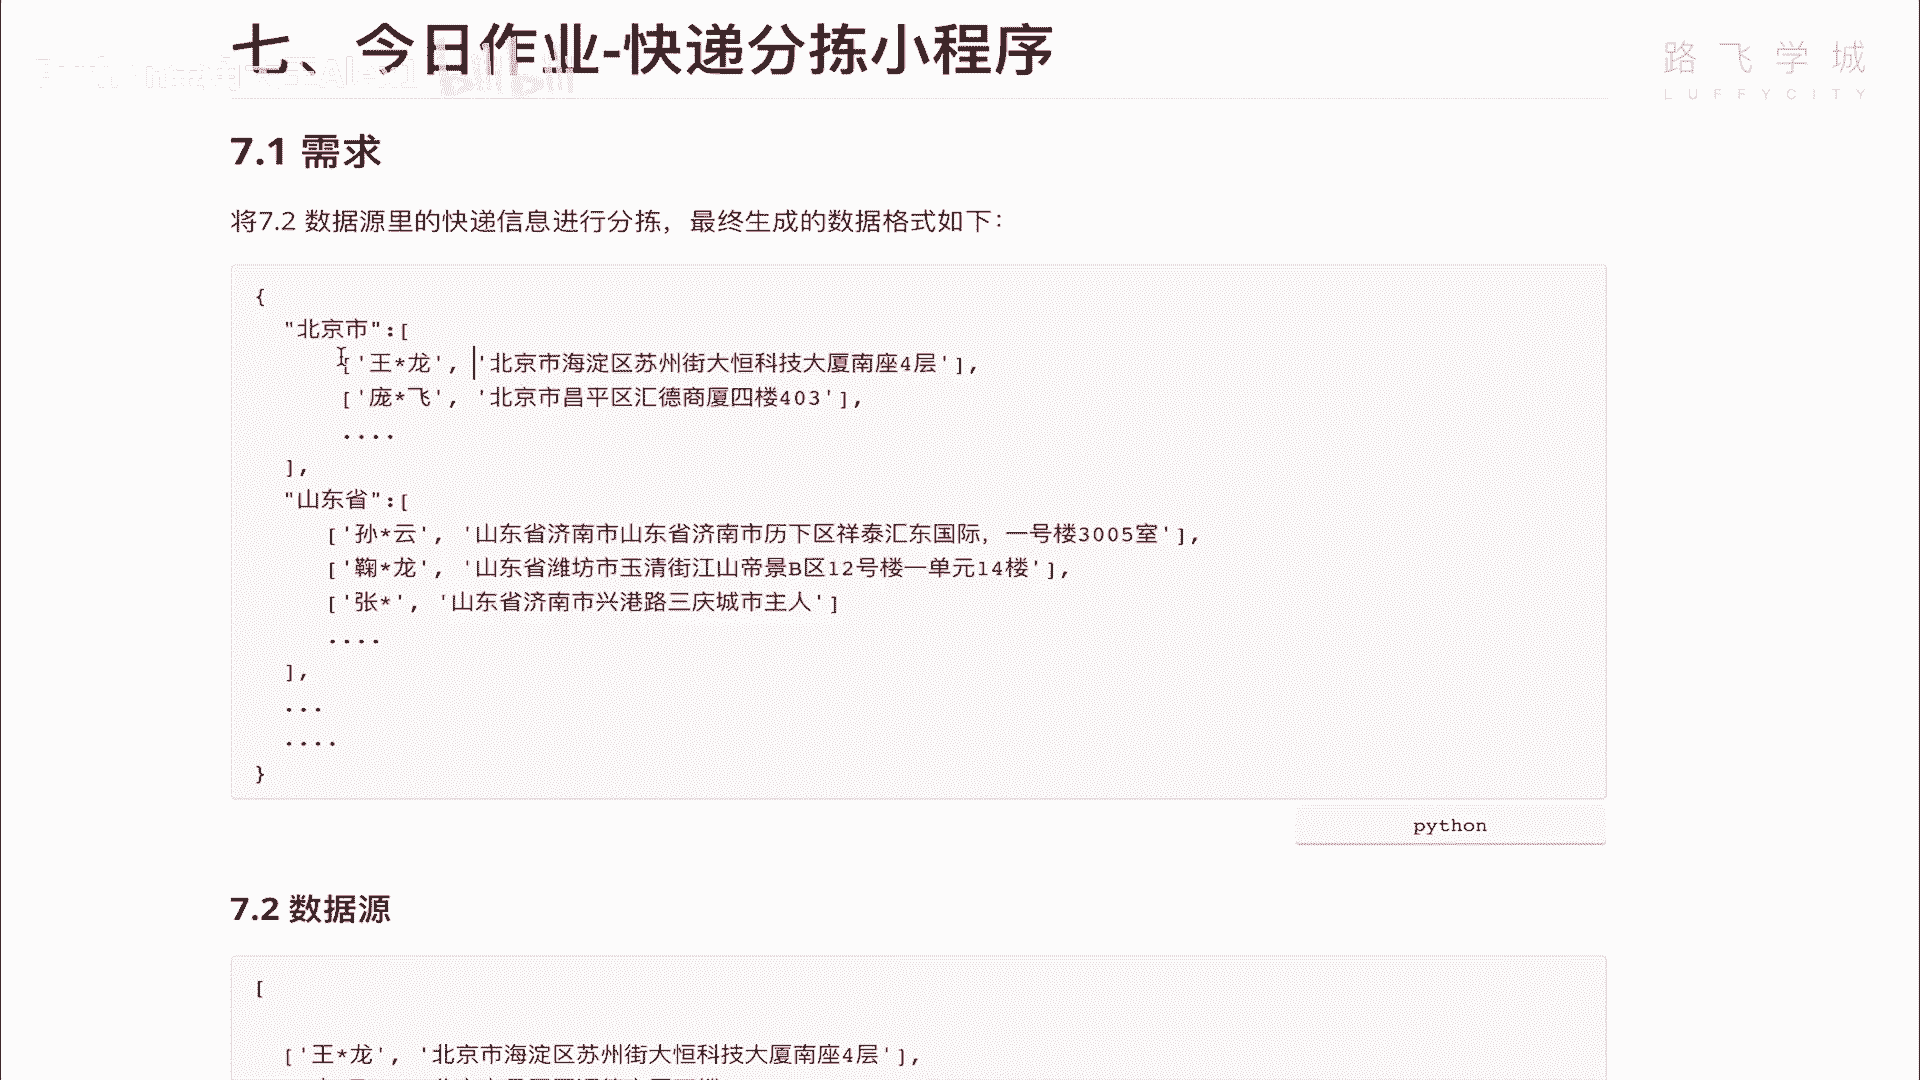 七、今日作业-快递分拣小程序
路飞学城
LUFFYCITY
7.1 需求
将7.2 数据源里的快递信息进行分拣，最终生成的数据格式如下：
{
"北京市":[
['王*龙', '北京市海淀区苏州街大恒科技大厦南座4层'],
['庞*飞', '北京市昌平区汇德商厦四楼403'],
....
],
"山东省":[
['孙*云', '山东省济南市山东省济南市历下区祥泰汇东国际，一号楼3005室'],
['鞠*龙', '山东省潍坊市玉清街江山帝景B区12号楼一单元14楼'],
['张*', '山东省济南市兴港路三庆城市主人']
....
],
...
....
}
python
7.2 数据源
[
['王*龙', '北京市海淀区苏州街大恒科技大厦南座4层'],